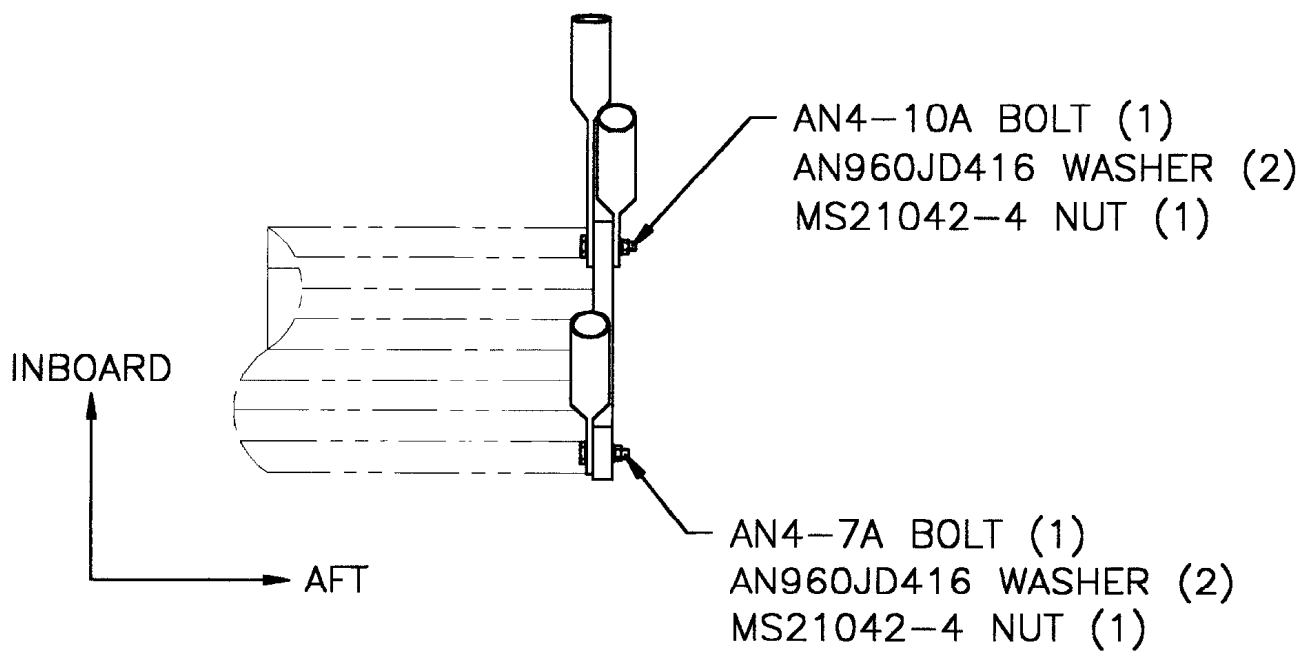 AN4-10A BOLT (1)
AN960JD416 WASHER (2)
MS21042-4 NUT (1)
INBOARD
AFT
AN4-7A BOLT (1)
AN960JD416 WASHER (2)
MS21042-4 NUT (1)